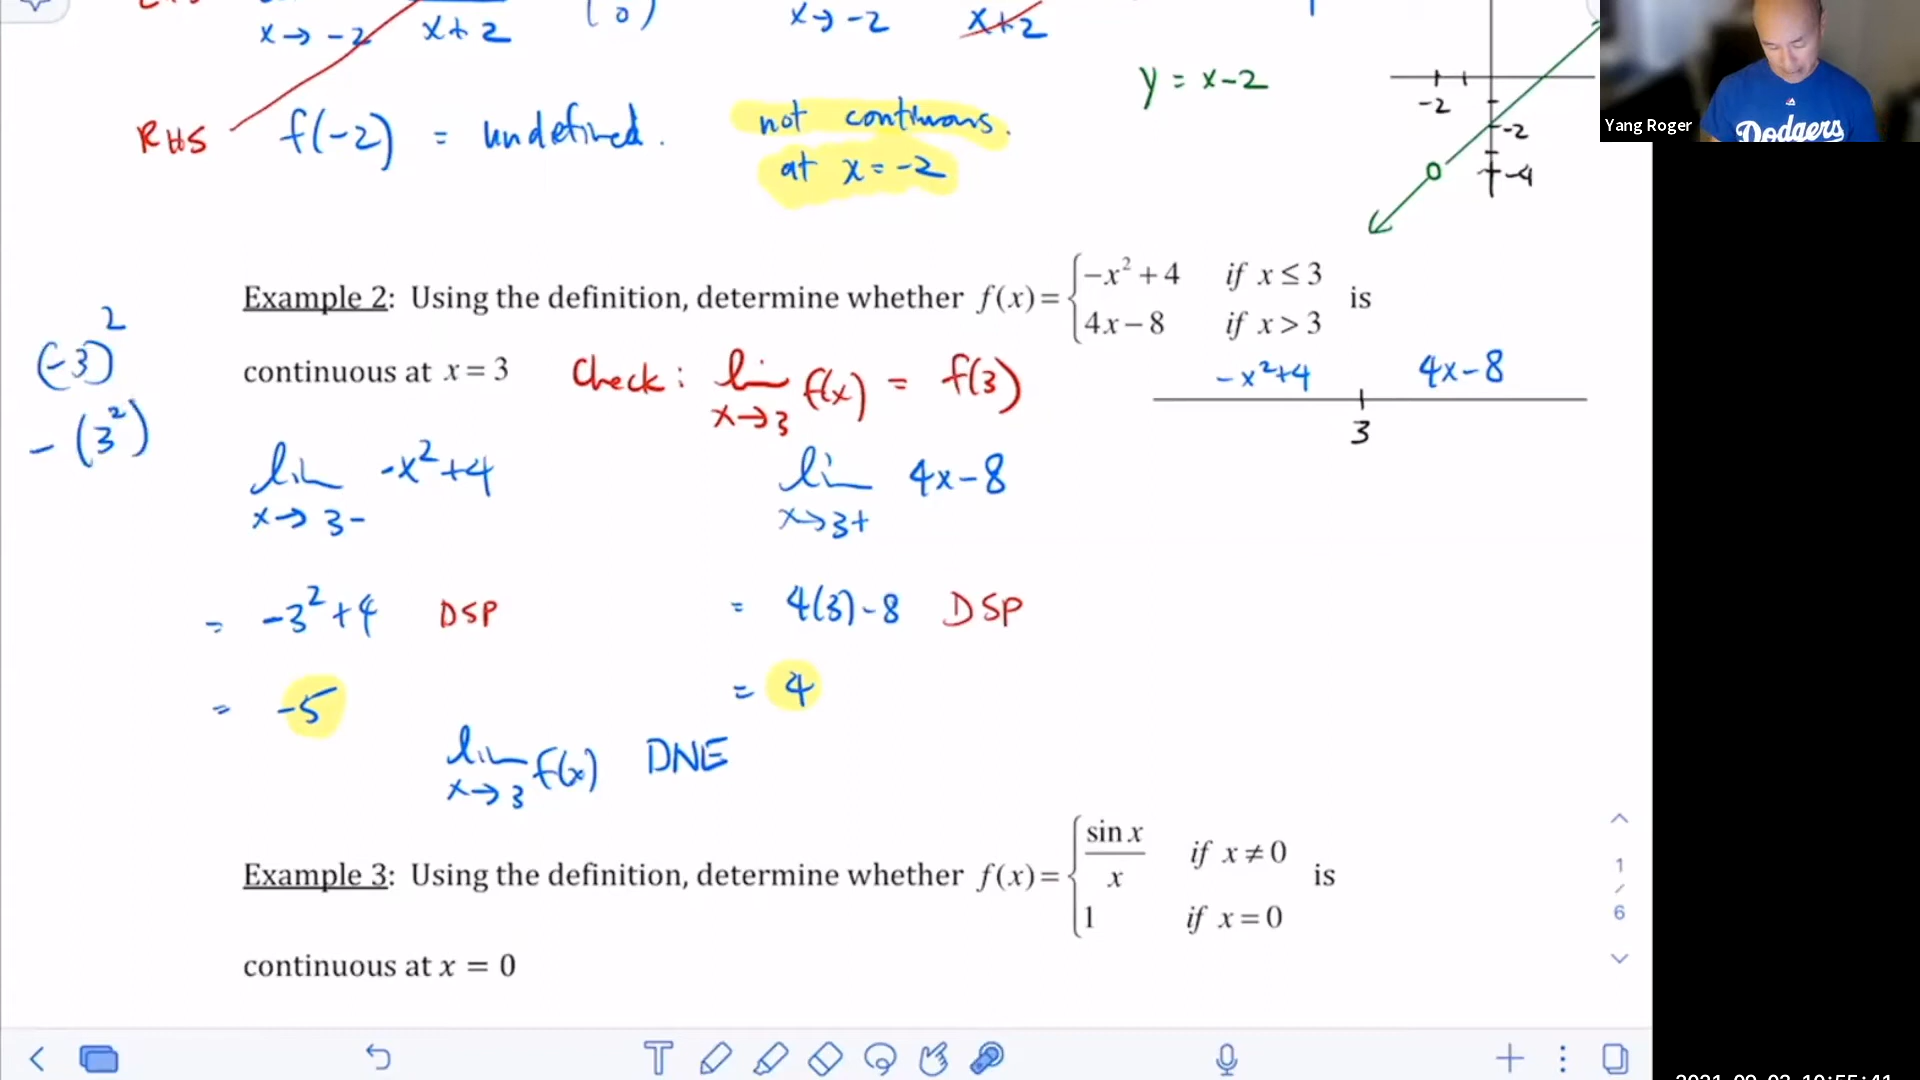 x→ -2 x+2 (0) x→ -2 x+2
y = x-2
RHS f(-2) = undefined. not continuous.
at x=-2
-2
-2
-4
Yang Roger
Dodgers
Example 2: Using the definition, determine whether f(x)= { -x²+4 if x≤3 is
4x-8 if x>3
continuous at x=3 Check: lim f(x) = f(3)
x→3
-x²+4 4x-8
3
(-3)²
-(3²)
lim -x²+4 lim 4x-8
x→ 3- x→3+
= -3²+4 DSP = 4(3)-8 DSP
= -5 = 4
lim f(x) DNE
x→3
Example 3: Using the definition, determine whether f(x)= { sin x / x if x≠0 is
1 if x=0
continuous at x = 0
1
/
6
T